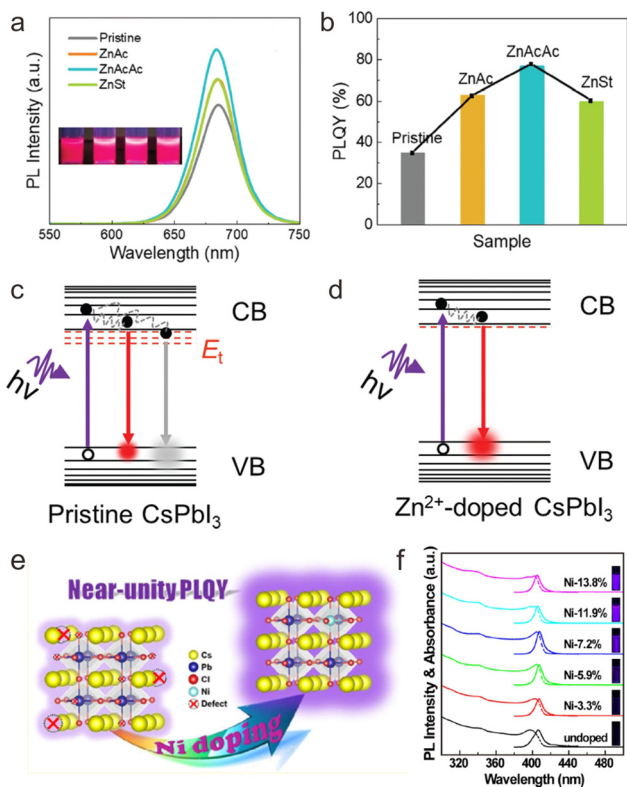 a
PL Intensity (a.u.)
Pristine
ZnAc
ZnAcAc
ZnSt
550 600 650 700 750
Wavelength (nm)
b
PLQY (%)
100
80
60
40
20
0
Pristine
ZnAc
ZnAcAc
ZnSt
Sample
c
CB
Et
hv
VB
Pristine CsPbI3
d
CB
hv
VB
Zn2+-doped CsPbI3
e
Near-unity PLQY
Cs
Pb
Cl
Ni
Defect
Ni doping
f
PL Intensity & Absorbance (a.u.)
Ni-13.8%
Ni-11.9%
Ni-7.2%
Ni-5.9%
Ni-3.3%
undoped
300 360 400 440 480
Wavelength (nm)